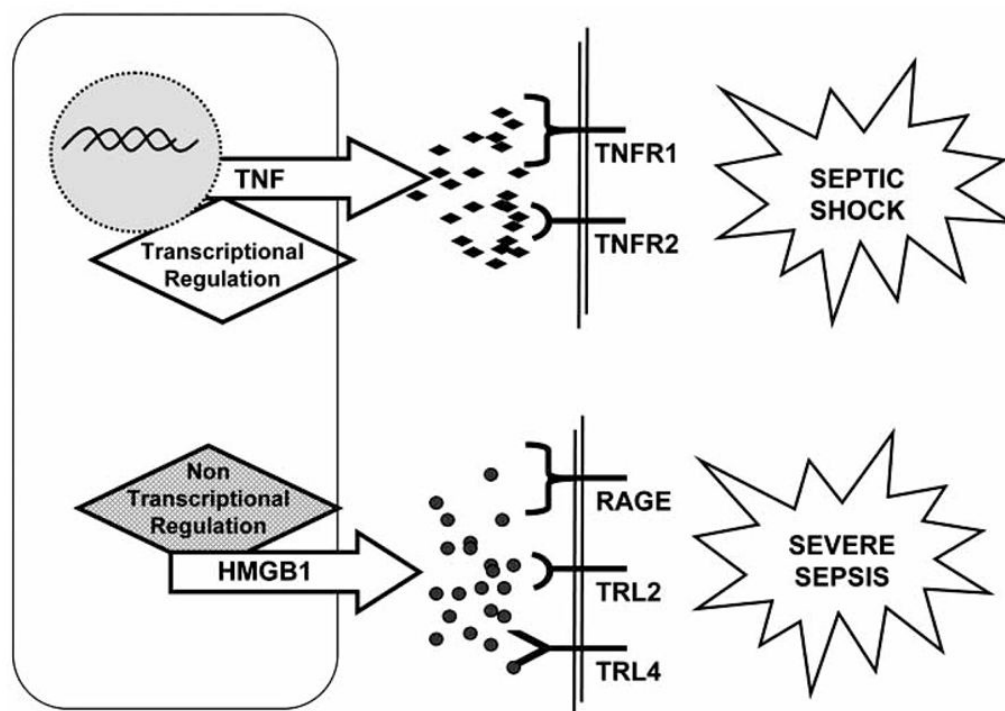 TNF
Transcriptional
Regulation
TNFR1
TNFR2
SEPTIC
SHOCK
Non
Transcriptional
Regulation
HMGB1
RAGE
TRL2
TRL4
SEVERE
SEPSIS